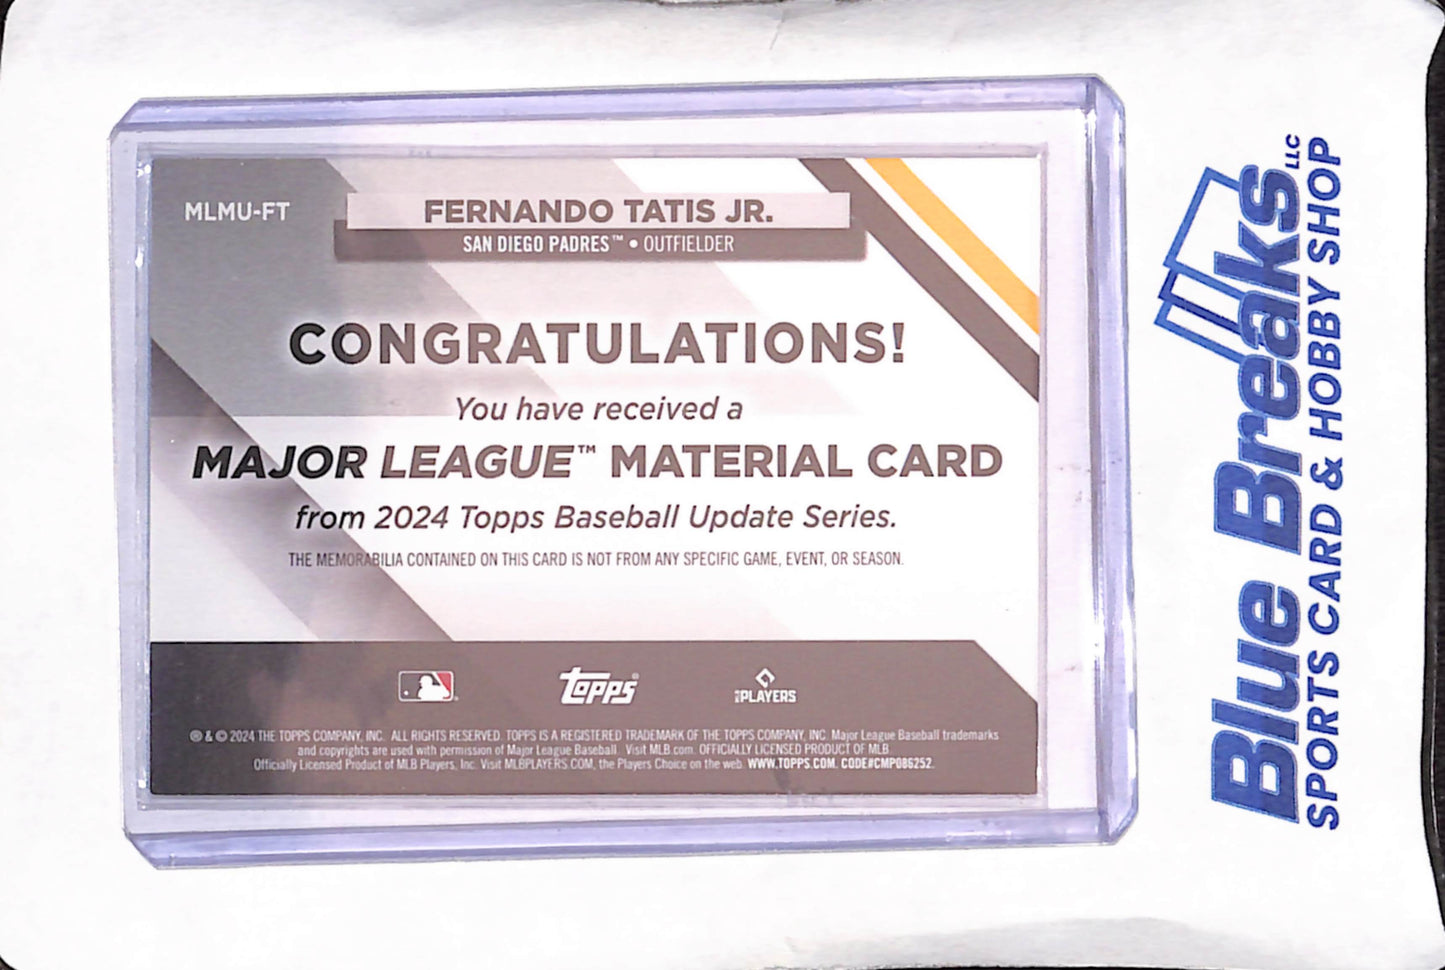 MLMU-FT
FERNANDO TATIS JR.
SAN DIEGO PADRES™ • OUTFIELDER
CONGRATULATIONS!
You have received a
MAJOR LEAGUE™ MATERIAL CARD
from 2024 Topps Baseball Update Series.
THE MEMORABILIA CONTAINED ON THIS CARD IS NOT FROM ANY SPECIFIC GAME, EVENT, OR SEASON.
topps®
MLB PLAYERS
® & © 2024 THE TOPPS COMPANY, INC. ALL RIGHTS RESERVED. TOPPS IS A REGISTERED TRADEMARK OF THE TOPPS COMPANY, INC. Major League Baseball trademarks
and copyrights are used with permission of Major League Baseball. Visit MLB.com. OFFICIALLY LICENSED PRODUCT OF MLB
Officially Licensed Product of MLB Players, Inc. Visit MLBPLAYERS.COM, the Players Choice on the web. WWW.TOPPS.COM. CODE#CMP086252.
Blue Breaks LLC
SPORTS CARD & HOBBY SHOP